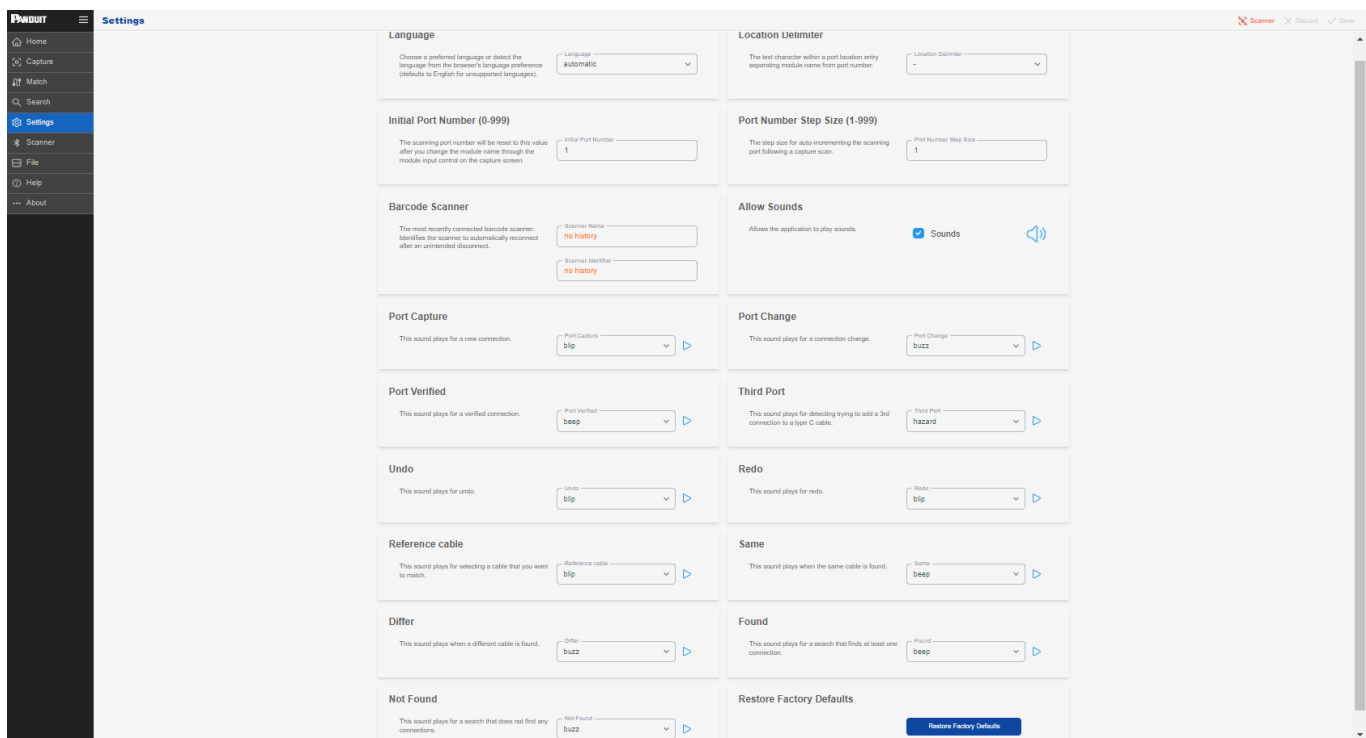 PANDUIT
Settings
Scanner
Discard
Save
Home
Capture
Match
Search
Settings
Scanner
File
Help
About
Language
Choose a preferred language or detect the
language from the browser's language preference
(defaults to English for unsupported languages).
Language
automatic
Location Delimiter
The text character within a port location entry
separating module name from port number.
Location Delimiter
-
Initial Port Number (0-999)
The scanning port number will be reset to this value
after you change the module name through the
module input control on the capture screen.
Initial Port Number
1
Port Number Step Size (1-999)
The step size for auto-incrementing the scanning
port following a capture scan.
Port Number Step Size
1
Barcode Scanner
The most recently connected barcode scanner.
Identifies the scanner to automatically reconnect
after an unintended disconnect.
Scanner Name
no history
Scanner Identifier
no history
Allow Sounds
Allows the application to play sounds.
Sounds
Port Capture
This sound plays for a new connection.
Port Capture
blip
Port Change
This sound plays for a connection change.
Port Change
buzz
Port Verified
This sound plays for a verified connection.
Port Verified
beep
Third Port
This sound plays for detecting trying to add a 3rd
connection to a type C cable.
Third Port
hazard
Undo
This sound plays for undo.
Undo
blip
Redo
This sound plays for redo.
Redo
blip
Reference cable
This sound plays for selecting a cable that you want
to match.
Reference cable
blip
Same
This sound plays when the same cable is found.
Same
beep
Differ
This sound plays when a different cable is found.
Differ
buzz
Found
This sound plays for a search that finds at least one
connection.
Found
beep
Not Found
This sound plays for a search that does not find any
connections.
Not Found
buzz
Restore Factory Defaults
Restore Factory Defaults